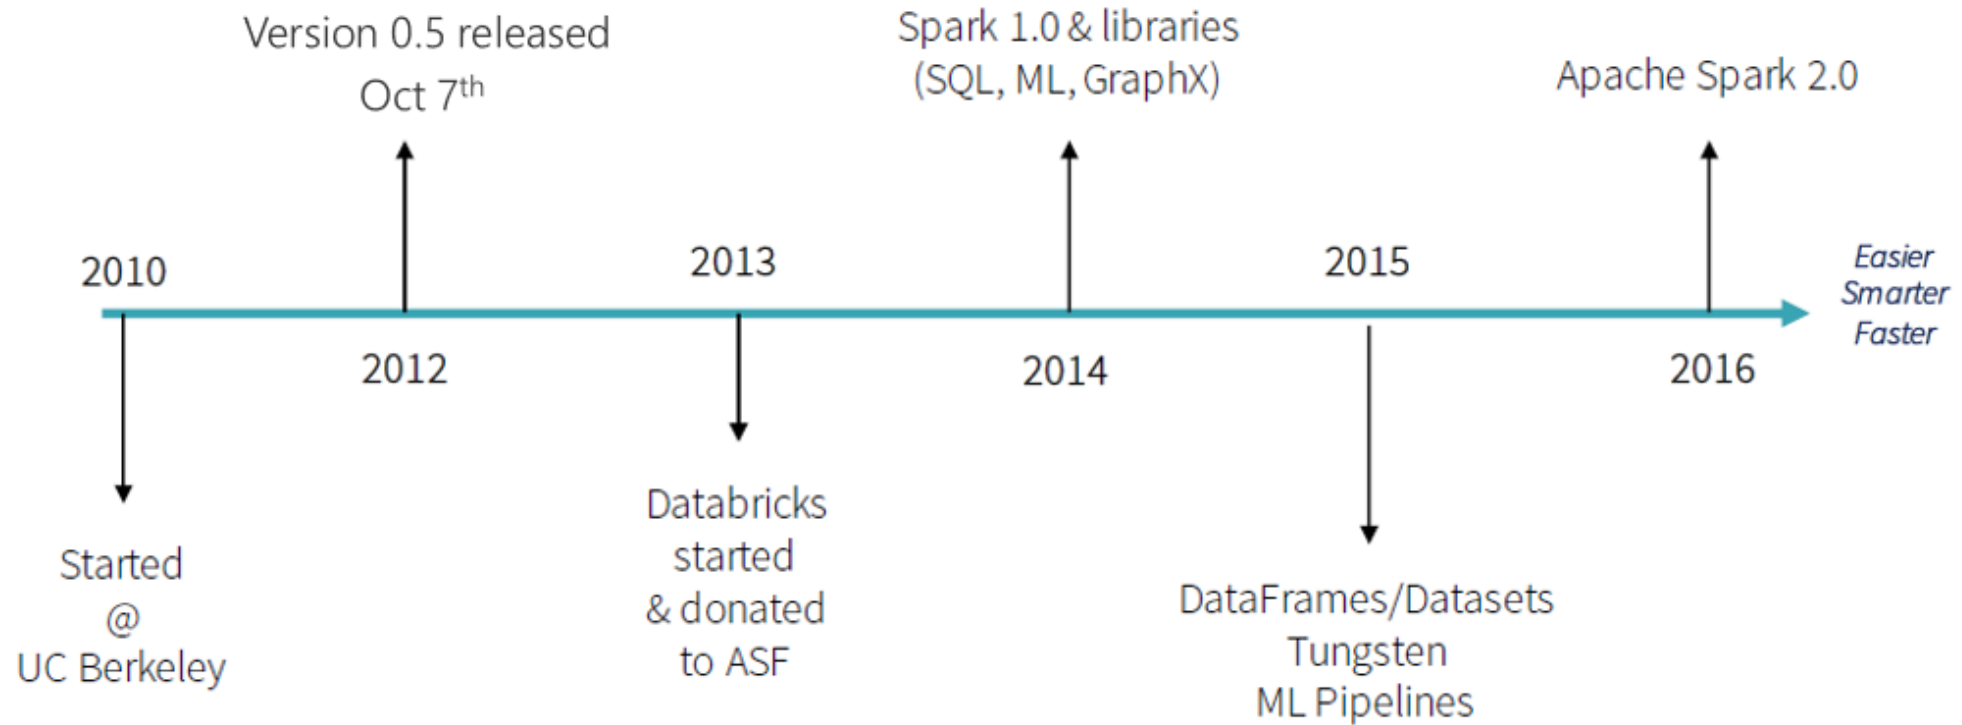 Version 0.5 released
Oct 7th
Spark 1.0 & libraries
(SQL, ML, GraphX)
Apache Spark 2.0
2010
2013
2015
Easier
Smarter
Faster
2012
2014
2016
Started
@
UC Berkeley
Databricks
started
& donated
to ASF
DataFrames/Datasets
Tungsten
ML Pipelines